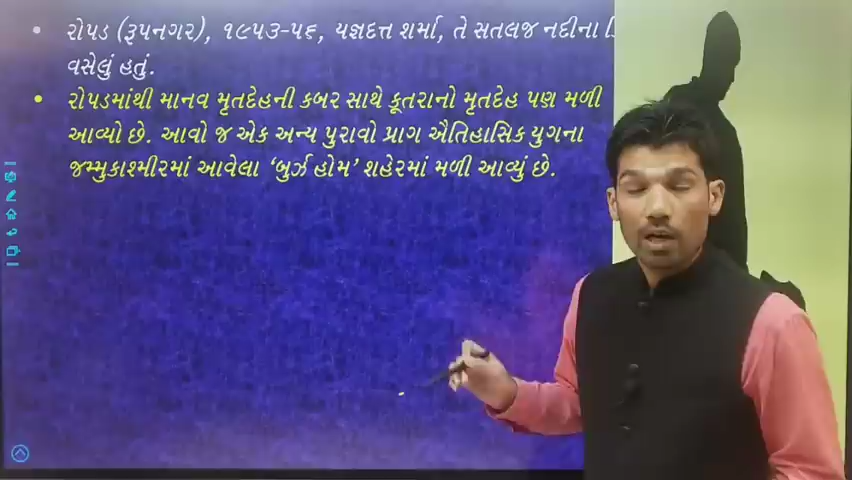 રોપડ (રૂપનગર), ૧૯૫૩-૫૬, યજ્ઞદત્ત શર્મા, તે સતલજ નદીના
વસેલું હતું.
રોપડમાંથી માનવ મૃતદેહની કબર સાથે કૂતરાનો મૃતદેહ પણ મળી
આવ્યો છે. આવો જ એક અન્ય પુરાવો પ્રાગ ઐતિહાસિક યુગના
જમ્મુકાશ્મીરમાં આવેલા ‘બુર્ઝ હોમ’ શહેરમાં મળી આવ્યું છે.